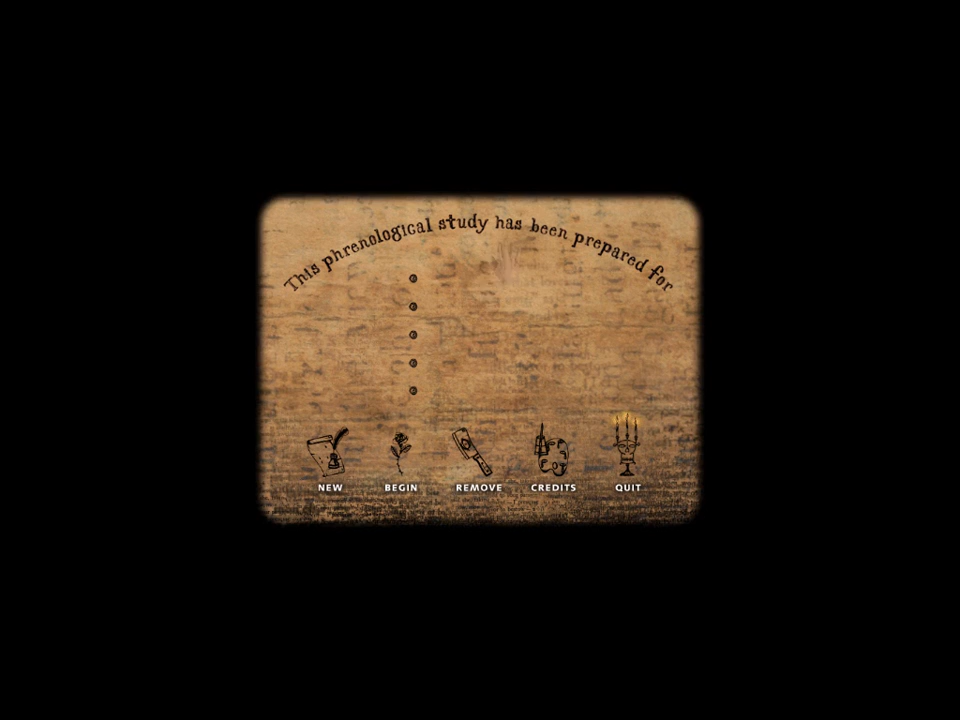 This phrenological study has been prepared for
NEW BEGIN REMOVE CREDITS QUIT